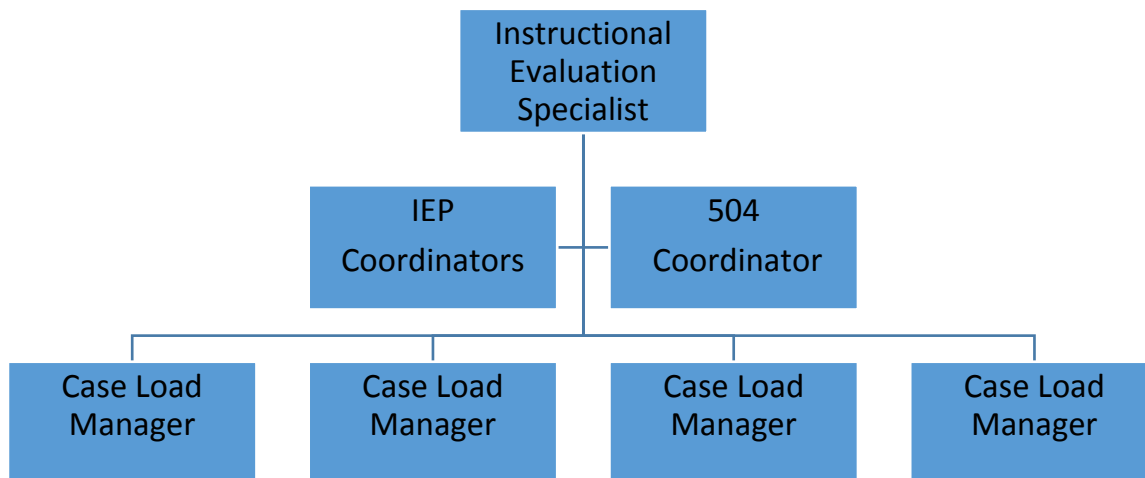 Instructional
Evaluation
Specialist
IEP
Coordinators
504
Coordinator
Case Load
Manager
Case Load
Manager
Case Load
Manager
Case Load
Manager